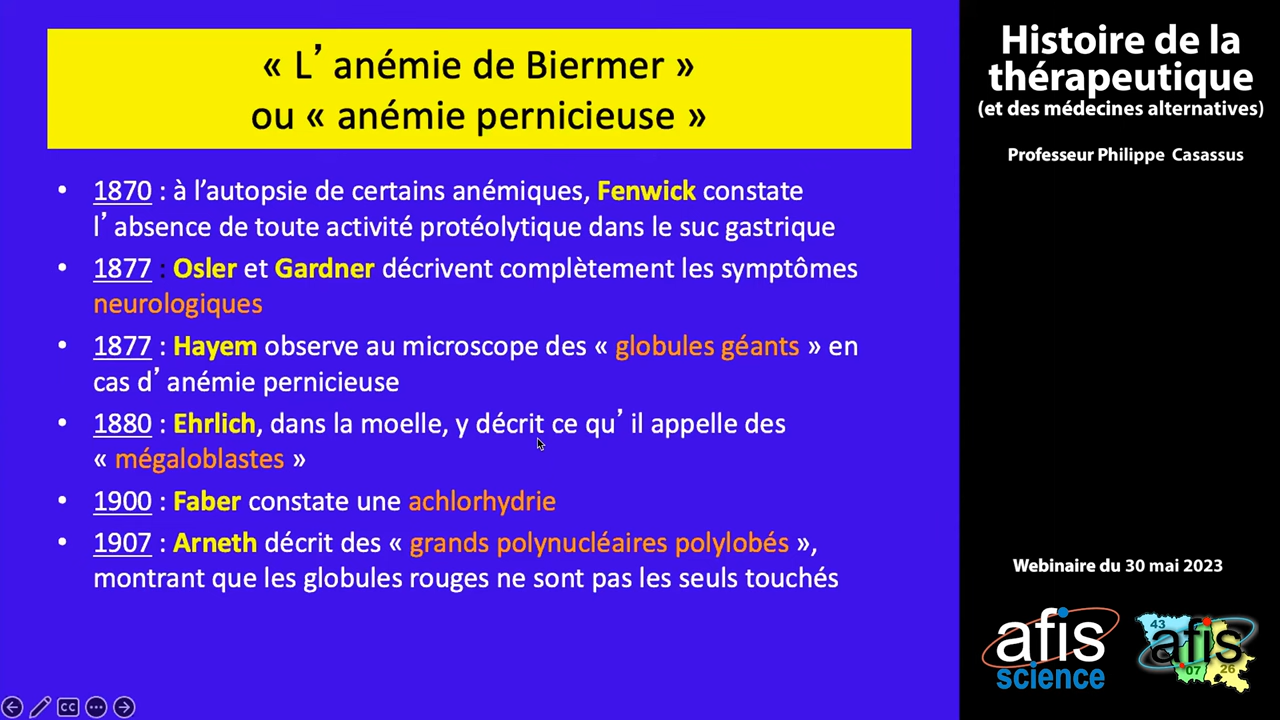 « L’ anémie de Biermer »
ou « anémie pernicieuse »
• 1870 : à l’autopsie de certains anémiques, Fenwick constate
l’ absence de toute activité protéolytique dans le suc gastrique
• 1877 : Osler et Gardner décrivent complètement les symptômes
neurologiques
• 1877 : Hayem observe au microscope des « globules géants » en
cas d’ anémie pernicieuse
• 1880 : Ehrlich, dans la moelle, y décrit ce qu’ il appelle des
« mégaloblastes »
• 1900 : Faber constate une achlorhydrie
• 1907 : Arneth décrit des « grands polynucléaires polylobés »,
montrant que les globules rouges ne sont pas les seuls touchés
CC
Histoire de la
thérapeutique
(et des médecines alternatives)
Professeur Philippe Casassus
Webinaire du 30 mai 2023
afis
science
43
afis
07
26